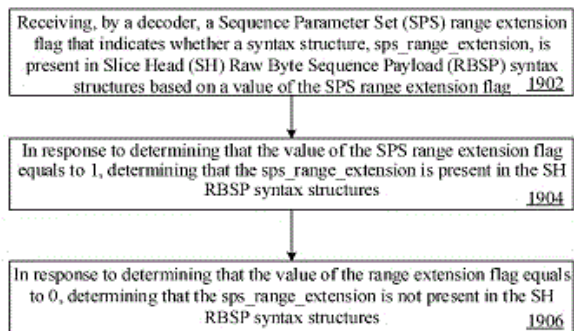 Receiving, by a decoder, a Sequence Parameter Set (SPS) range extension
flag that indicates whether a syntax structure, sps_range_extension, is
present in Slice Head (SH) Raw Byte Sequence Payload (RBSP) syntax
structures based on a value of the SPS range extension flag 1902
In response to determining that the value of the SPS range extension flag
equals to 1, determining that the sps_range_extension is present in the SH
RBSP syntax structures 1904
In response to determining that the value of the range extension flag equals
to 0, determining that the sps_range_extension is not present in the SH
RBSP syntax structures 1906